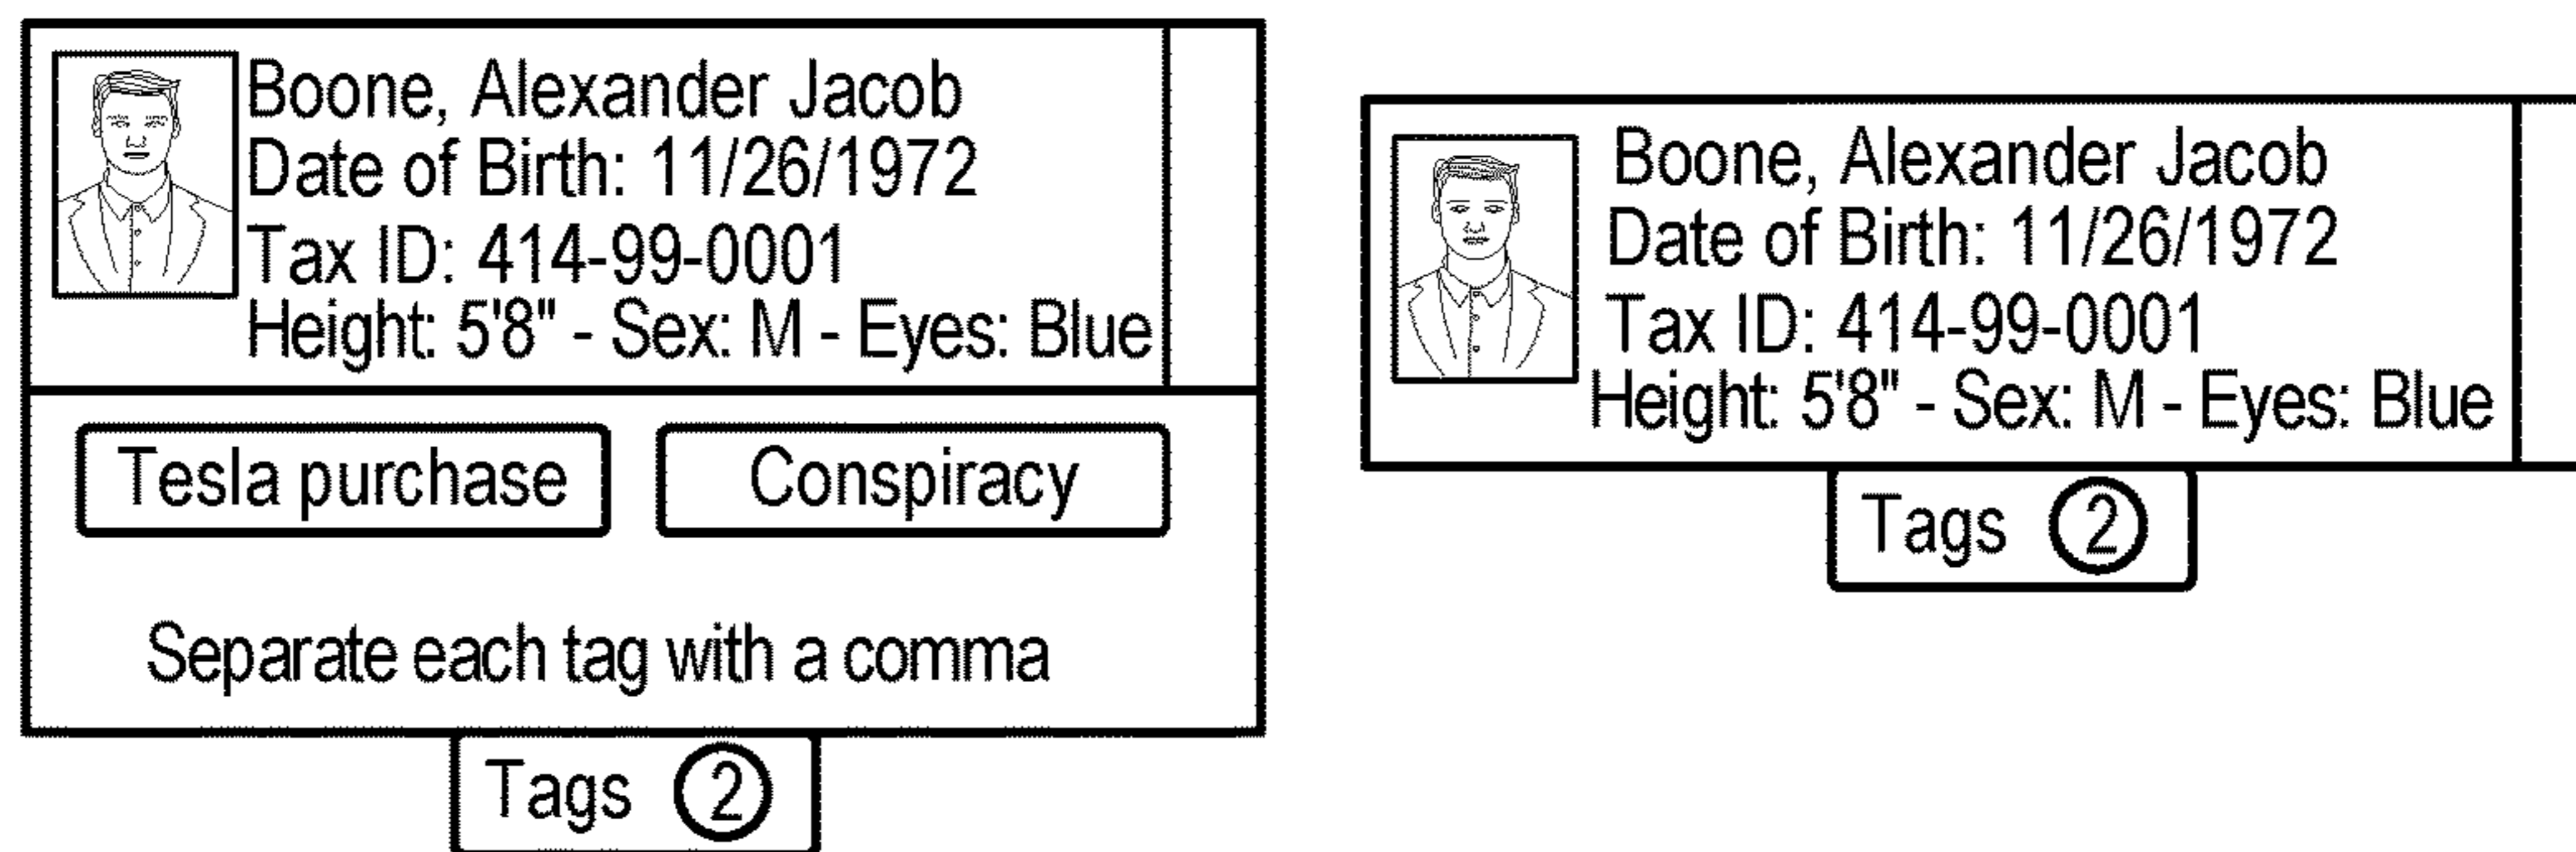 Boone, Alexander Jacob
Date of Birth: 11/26/1972
Tax ID: 414-99-0001
Height: 5'8" - Sex: M - Eyes: Blue
Tesla purchase
Conspiracy
Separate each tag with a comma
Tags 2
Boone, Alexander Jacob
Date of Birth: 11/26/1972
Tax ID: 414-99-0001
Height: 5'8" - Sex: M - Eyes: Blue
Tags 2